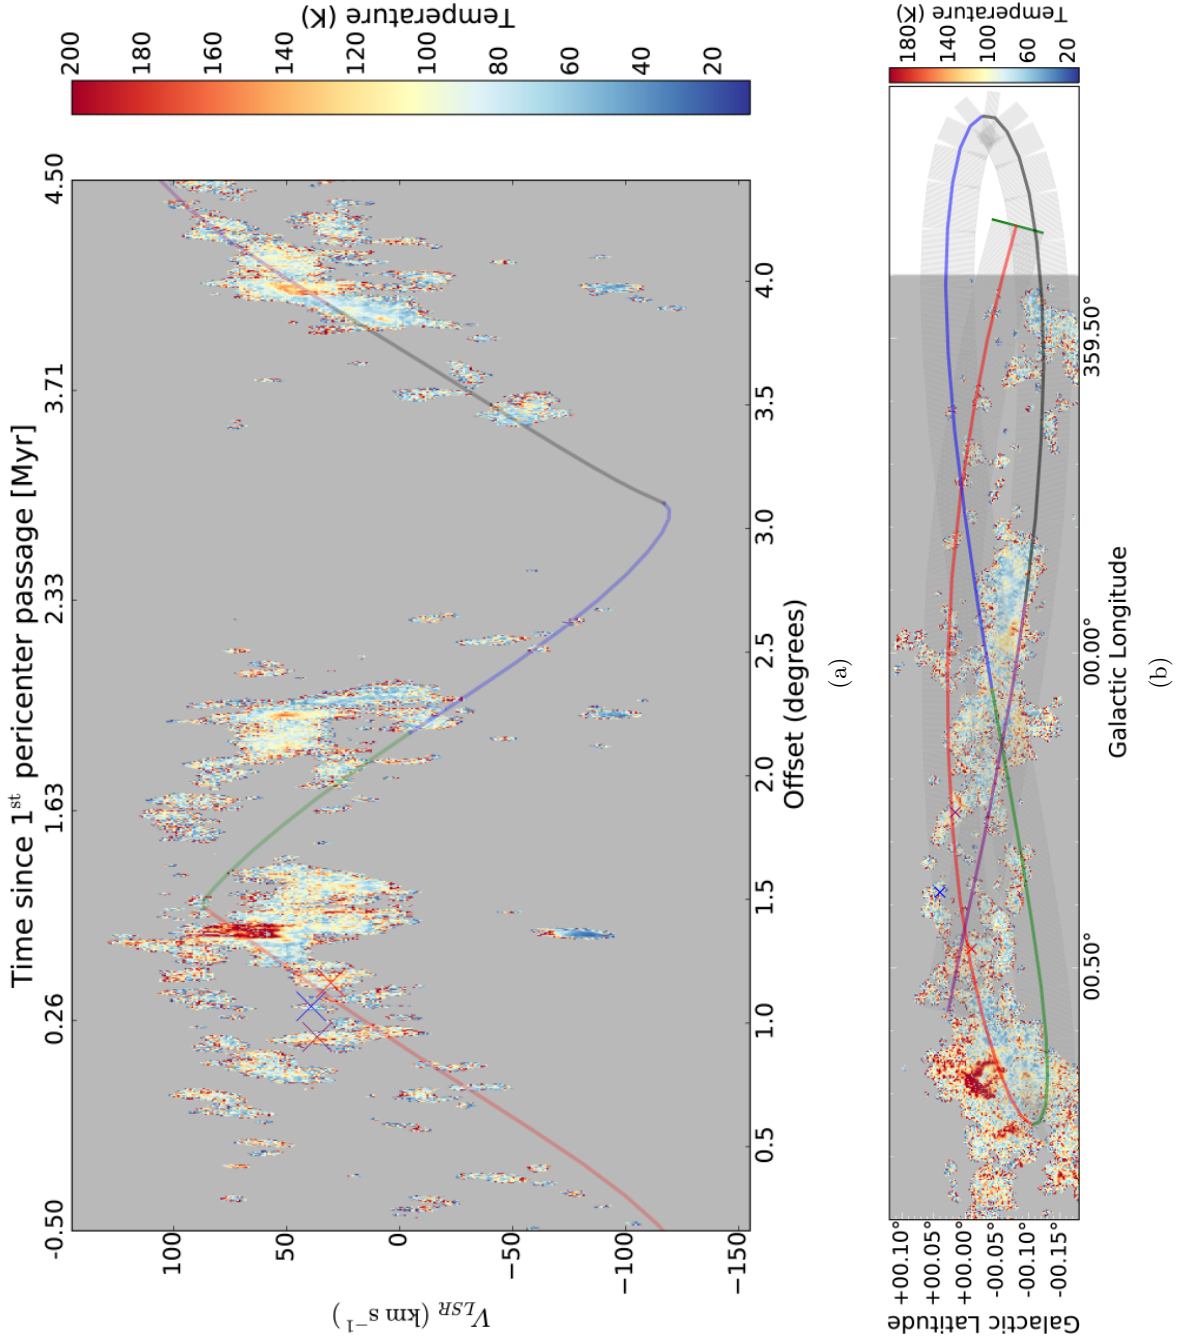 Time since 1st pericenter passage [Myr]
-0.50 0.26 1.63 2.33 3.71 4.50
100
50
0
−50
−100
−150
V_LSR (km s−1)
0.5 1.0 1.5 2.0 2.5 3.0 3.5 4.0
Offset (degrees)
200
180
160
140
120
100
80
60
40
20
Temperature (K)
(a)
+00.10°
+00.05°
+00.00°
-00.05°
-00.10°
-00.15°
Galactic Latitude
00.50° 00.00° 359.50°
Galactic Longitude
180
140
100
60
20
Temperature (K)
(b)